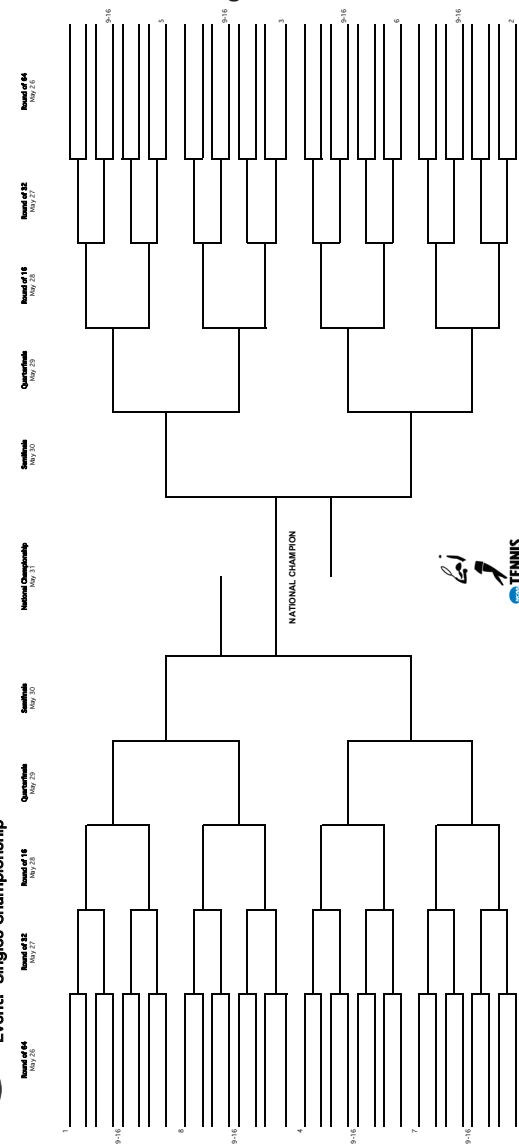 Event: Singles Championship
Round of 64
May 26
Round of 32
May 27
Round of 16
May 28
Quarterfinals
May 29
Semifinals
May 30
National Championship
May 31
Semifinals
May 30
Quarterfinals
May 29
Round of 16
May 28
Round of 32
May 27
Round of 64
May 26
1
9-16
8
9-16
4
9-16
7
9-16
NATIONAL CHAMPION
9-16
5
9-16
3
9-16
6
9-16
2
TENNIS